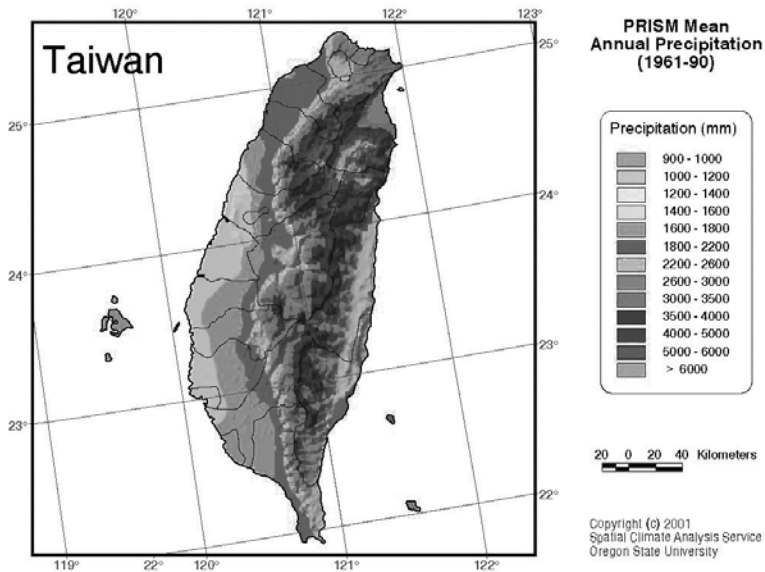 120°
121°
122°
123°
Taiwan
25°
25°
24°
24°
23°
23°
22°
119°
22°
120°
121°
122°
PRISM Mean
Annual Precipitation
(1961-90)
Precipitation (mm)
900 - 1000
1000 - 1200
1200 - 1400
1400 - 1600
1600 - 1800
1800 - 2200
2200 - 2600
2600 - 3000
3000 - 3500
3500 - 4000
4000 - 5000
5000 - 6000
> 6000
20 0 20 40 Kilometers
Copyright (c) 2001
Spatial Climate Analysis Service
Oregon State University